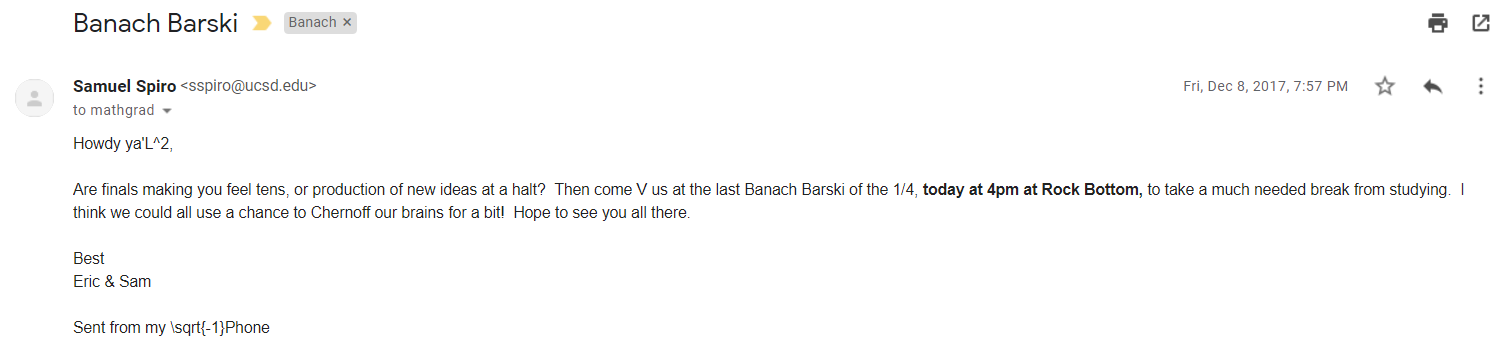 Banach Barski
Banach ×
Samuel Spiro <sspiro@ucsd.edu>
Fri, Dec 8, 2017, 7:57 PM
to mathgrad
Howdy ya'L^2,
Are finals making you feel tens, or production of new ideas at a halt?  Then come V us at the last Banach Barski of the 1/4, today at 4pm at Rock Bottom, to take a much needed break from studying.  I
think we could all use a chance to Chernoff our brains for a bit!  Hope to see you all there.
Best
Eric & Sam
Sent from my \sqrt{-1}Phone